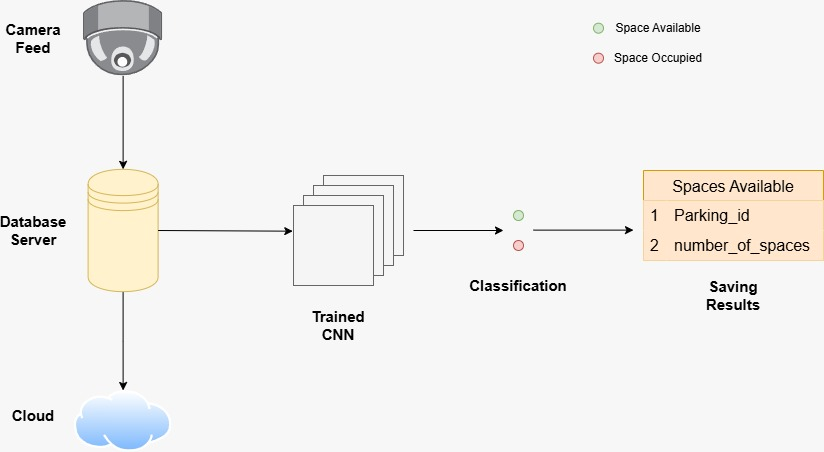 Camera
Feed
Space Available
Space Occupied
Database
Server
Trained
CNN
Classification
Spaces Available
1 Parking_id
2 number_of_spaces
Saving
Results
Cloud